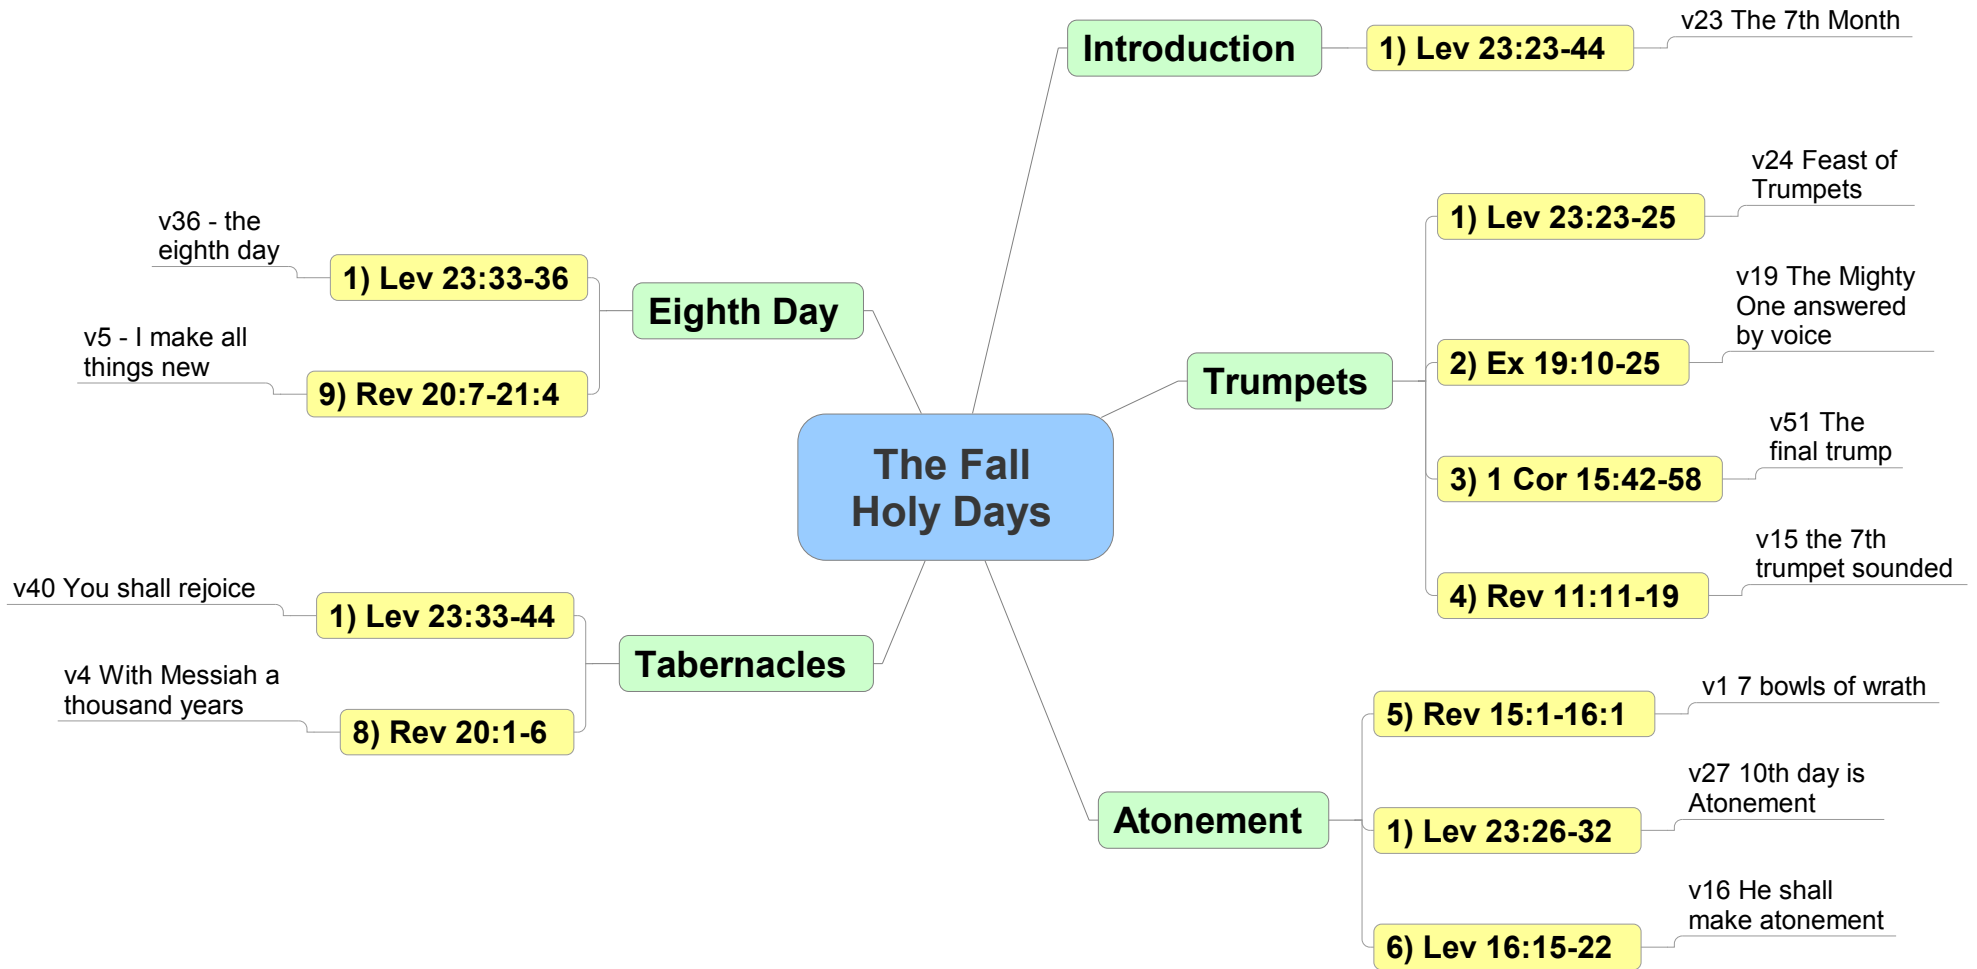 The Fall
Holy Days
Introduction
1) Lev 23:23-44
v23 The 7th Month
Trumpets
1) Lev 23:23-25
v24 Feast of
Trumpets
2) Ex 19:10-25
v19 The Mighty
One answered
by voice
3) 1 Cor 15:42-58
v51 The
final trump
4) Rev 11:11-19
v15 the 7th
trumpet sounded
Atonement
5) Rev 15:1-16:1
v1 7 bowls of wrath
1) Lev 23:26-32
v27 10th day is
Atonement
6) Lev 16:15-22
v16 He shall
make atonement
Tabernacles
1) Lev 23:33-44
v40 You shall rejoice
8) Rev 20:1-6
v4 With Messiah a
thousand years
Eighth Day
1) Lev 23:33-36
v36 - the
eighth day
9) Rev 20:7-21:4
v5 - I make all
things new